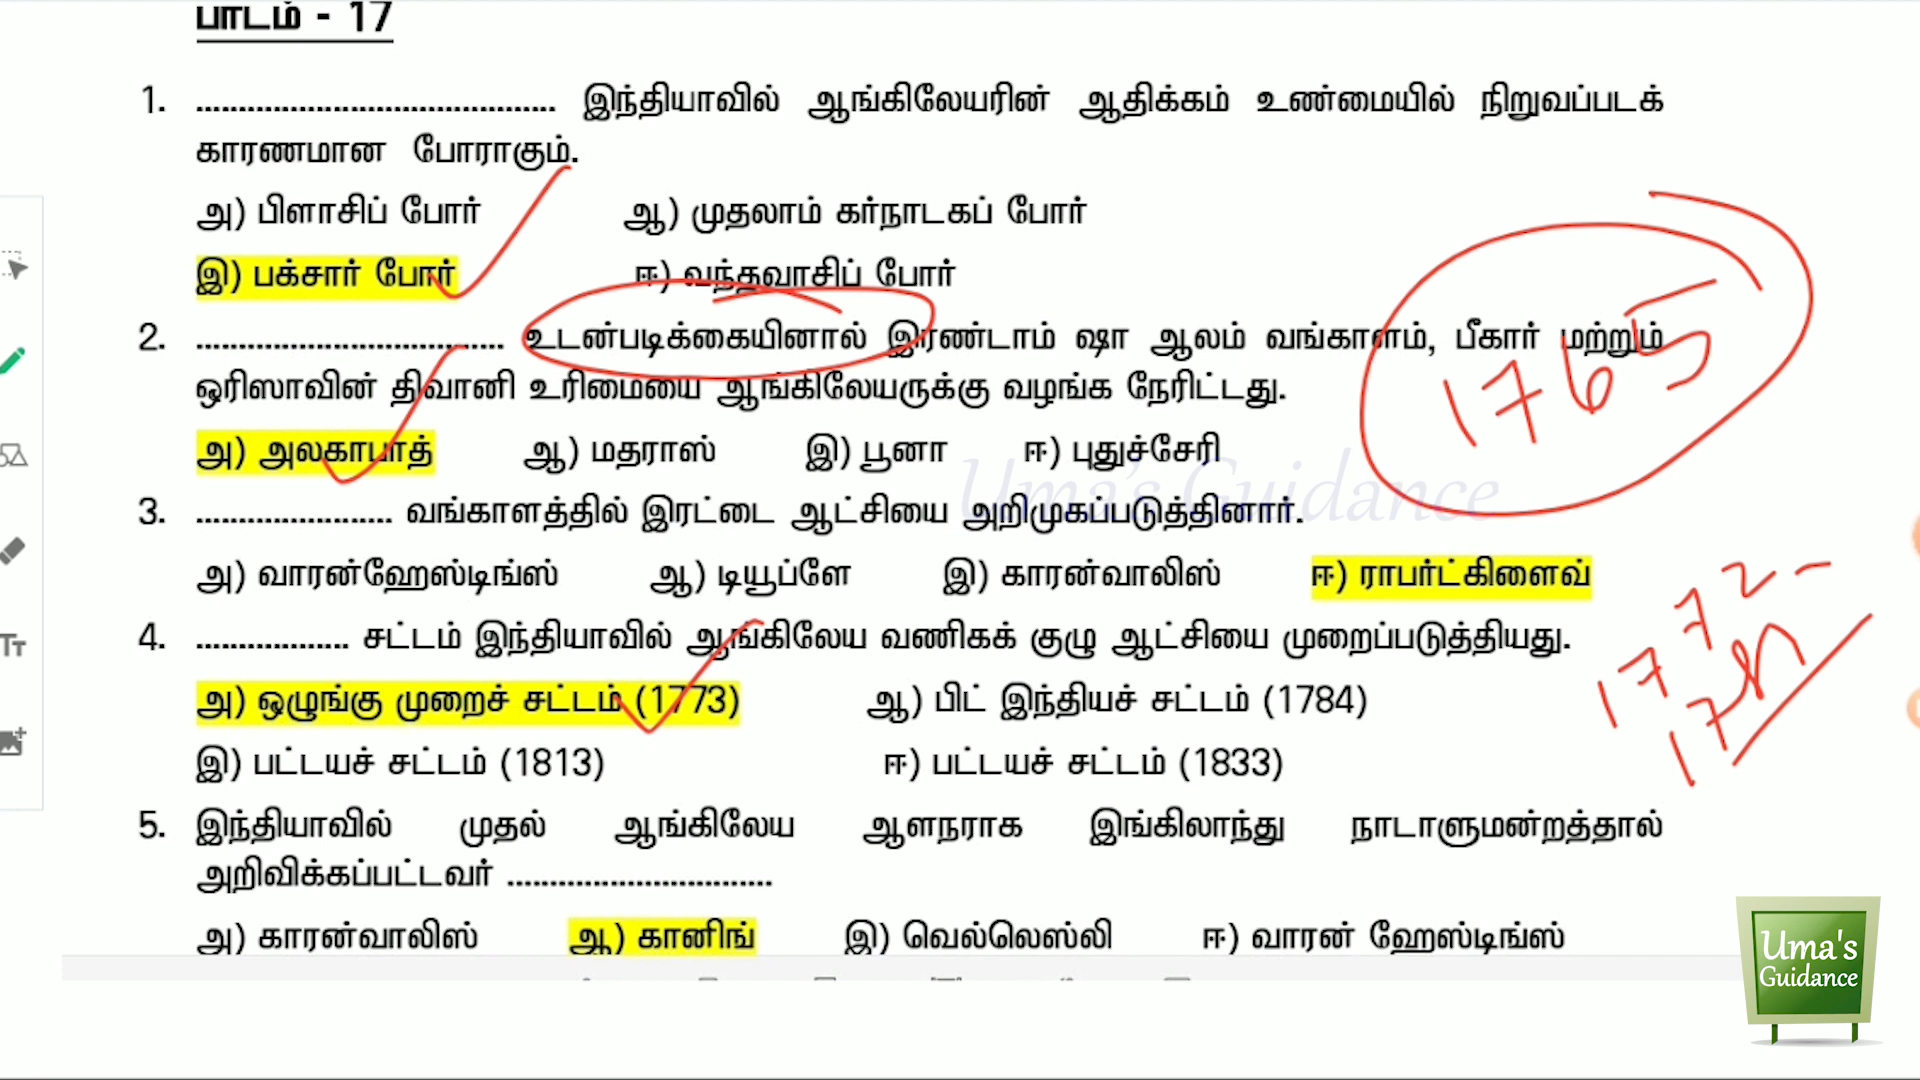 பாடம் - 17
1. .......................................... இந்தியாவில் ஆங்கிலேயரின் ஆதிக்கம் உண்மையில் நிறுவப்படக்
காரணமான போராகும்.
அ) பிளாசிப் போர் ஆ) முதலாம் கர்நாடகப் போர்
இ) பக்சார் போர் ஈ) வந்தவாசிப் போர்
2. .................................... உடன்படிக்கையினால் இரண்டாம் ஷா ஆலம் வங்காளம், பீகார் மற்றும்
ஒரிஸாவின் திவானி உரிமையை ஆங்கிலேயருக்கு வழங்க நேரிட்டது.
1765
அ) அலகாபாத் ஆ) மதராஸ் இ) பூனா ஈ) புதுச்சேரி
Uma's Guidance
3. ....................... வங்காளத்தில் இரட்டை ஆட்சியை அறிமுகப்படுத்தினார்.
அ) வாரன்ஹேஸ்டிங்ஸ் ஆ) டியூப்ளே இ) காரன்வாலிஸ் ஈ) ராபர்ட்கிளைவ்
1772 -
4. .................. சட்டம் இந்தியாவில் ஆங்கிலேய வணிகக் குழு ஆட்சியை முறைப்படுத்தியது.
அ) ஒழுங்கு முறைச் சட்டம் (1773) ஆ) பிட் இந்தியச் சட்டம் (1784)
இ) பட்டயச் சட்டம் (1813) ஈ) பட்டயச் சட்டம் (1833)
5. இந்தியாவில் முதல் ஆங்கிலேய ஆளநராக இங்கிலாந்து நாடாளுமன்றத்தால்
அறிவிக்கப்பட்டவர் ...............................
அ) காரன்வாலிஸ் ஆ) கானிங் இ) வெல்லெஸ்லி ஈ) வாரன் ஹேஸ்டிங்ஸ்
Uma's
Guidance